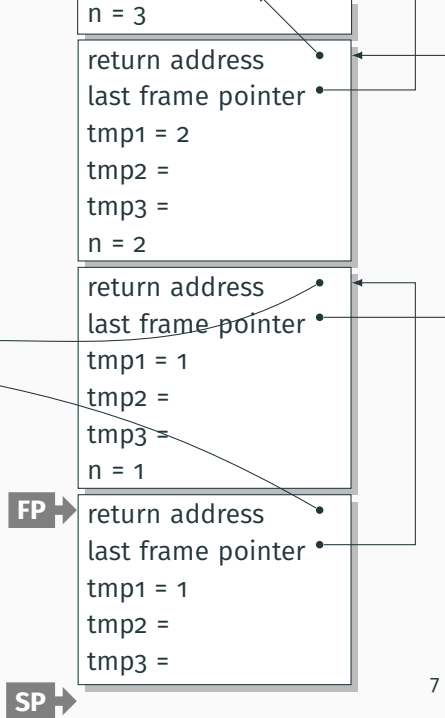 n = 3
return address
last frame pointer
tmp1 = 2
tmp2 =
tmp3 =
n = 2
return address
last frame pointer
tmp1 = 1
tmp2 =
tmp3 =
n = 1
FP
return address
last frame pointer
tmp1 = 1
tmp2 =
tmp3 =
SP
7